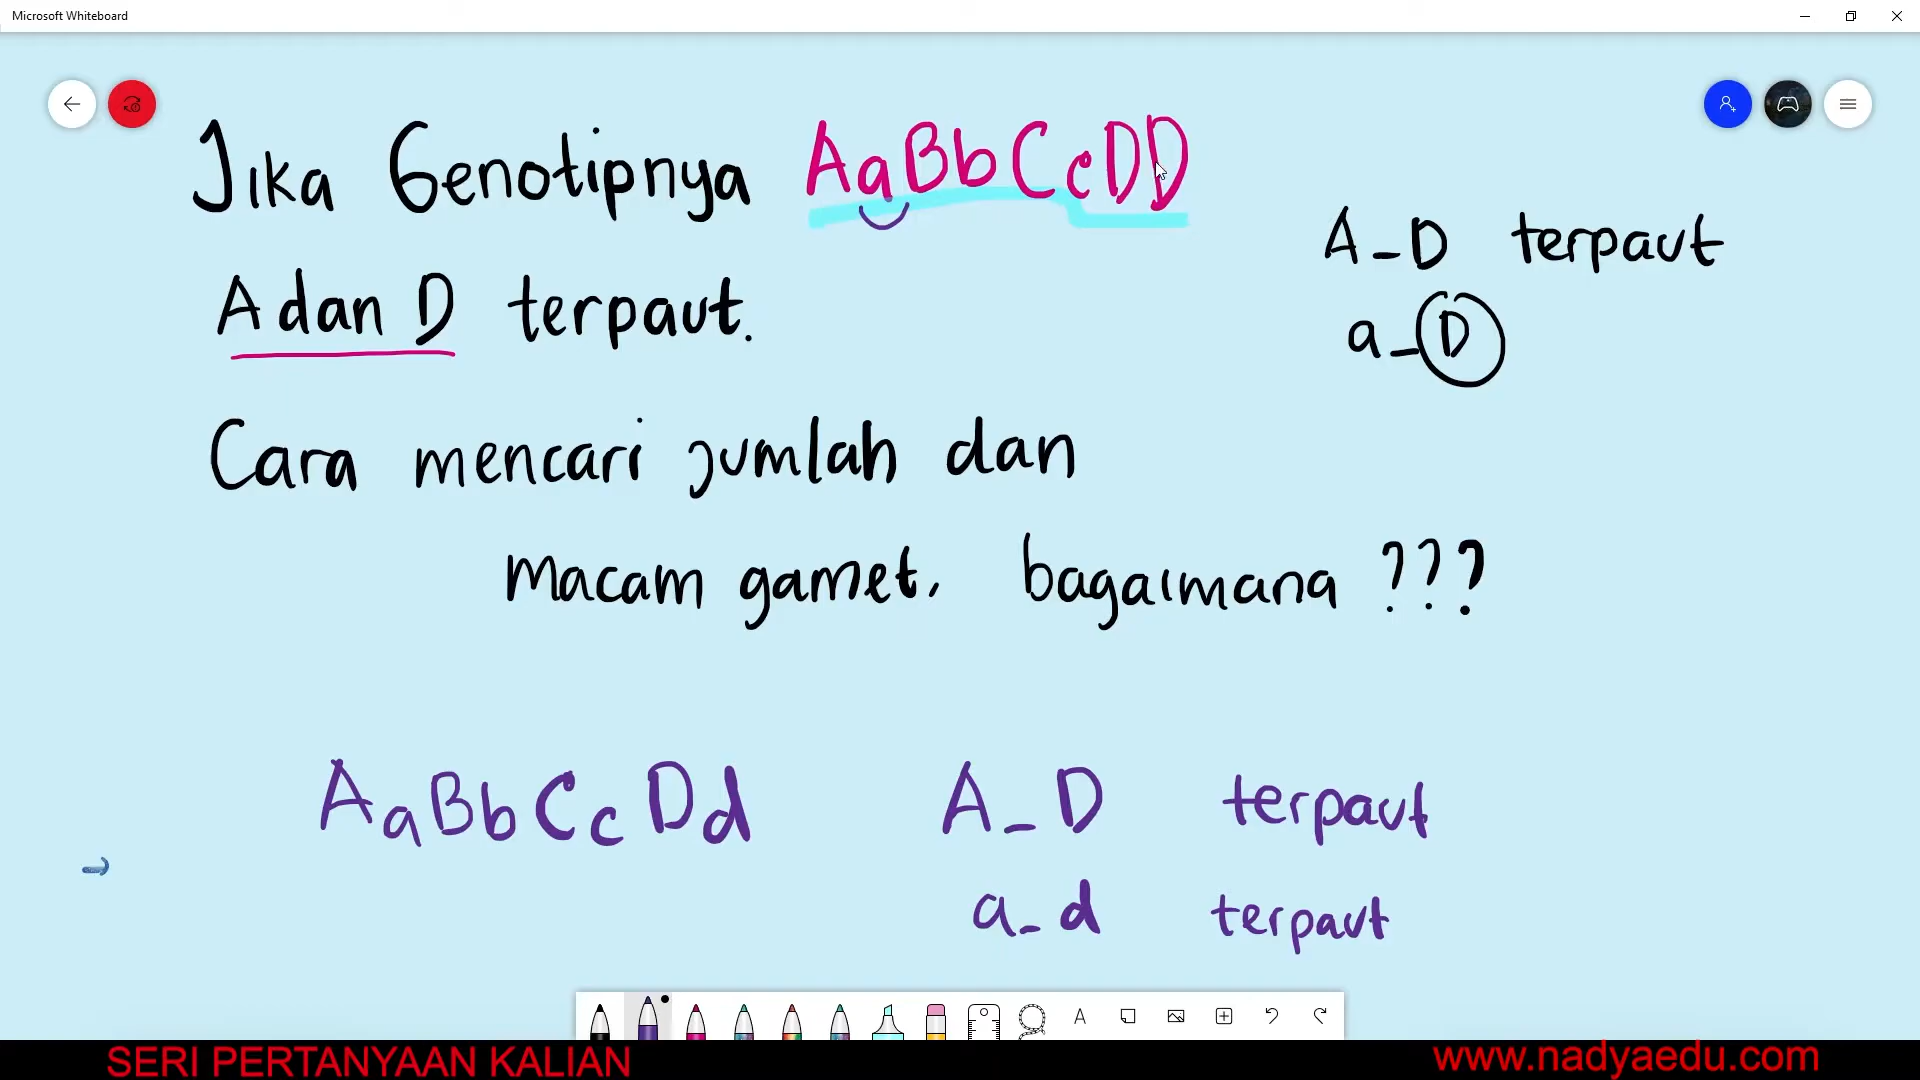 Microsoft Whiteboard
Jika Genotipnya AaBbCcDD
A dan D terpaut.
A_D terpaut
a_D
Cara mencari jumlah dan
macam gamet, bagaimana ???
AaBbCcDd
A_D terpaut
a_d terpaut
SERI PERTANYAAN KALIAN
www.nadyaedu.com